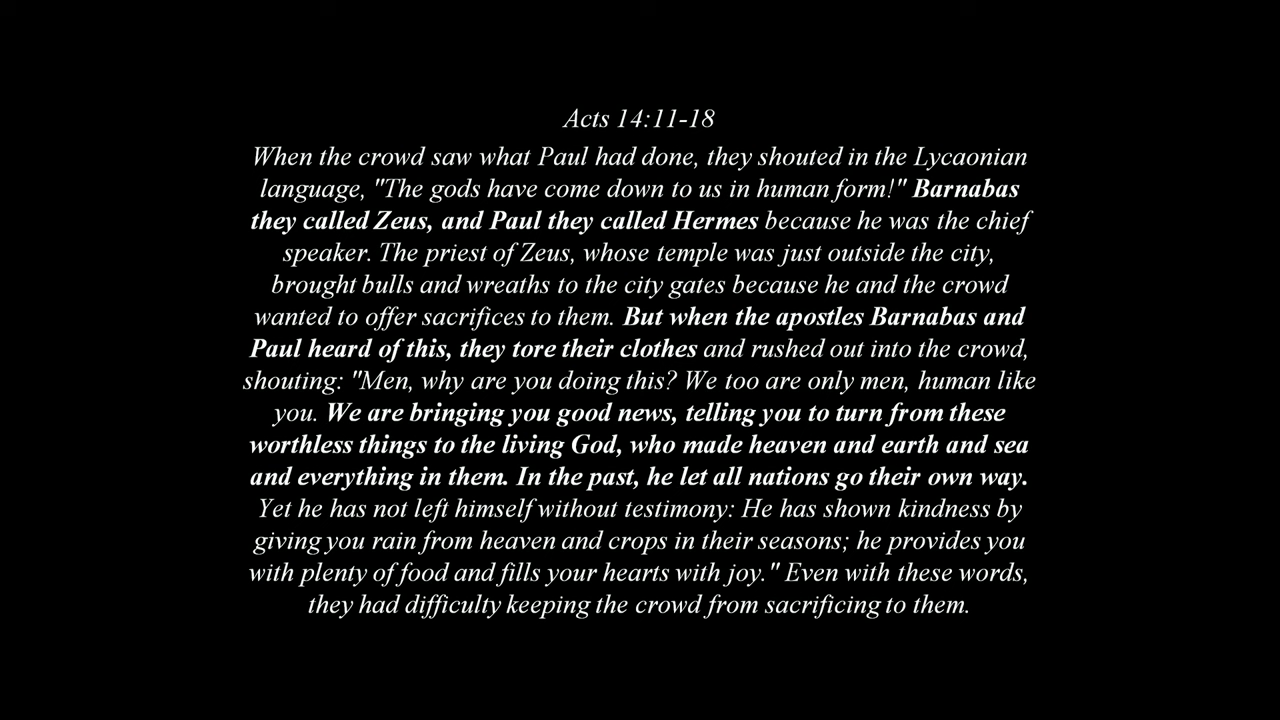 Acts 14:11-18
When the crowd saw what Paul had done, they shouted in the Lycaonian
language, "The gods have come down to us in human form!" Barnabas
they called Zeus, and Paul they called Hermes because he was the chief
speaker. The priest of Zeus, whose temple was just outside the city,
brought bulls and wreaths to the city gates because he and the crowd
wanted to offer sacrifices to them. But when the apostles Barnabas and
Paul heard of this, they tore their clothes and rushed out into the crowd,
shouting: "Men, why are you doing this? We too are only men, human like
you. We are bringing you good news, telling you to turn from these
worthless things to the living God, who made heaven and earth and sea
and everything in them. In the past, he let all nations go their own way.
Yet he has not left himself without testimony: He has shown kindness by
giving you rain from heaven and crops in their seasons; he provides you
with plenty of food and fills your hearts with joy." Even with these words,
they had difficulty keeping the crowd from sacrificing to them.